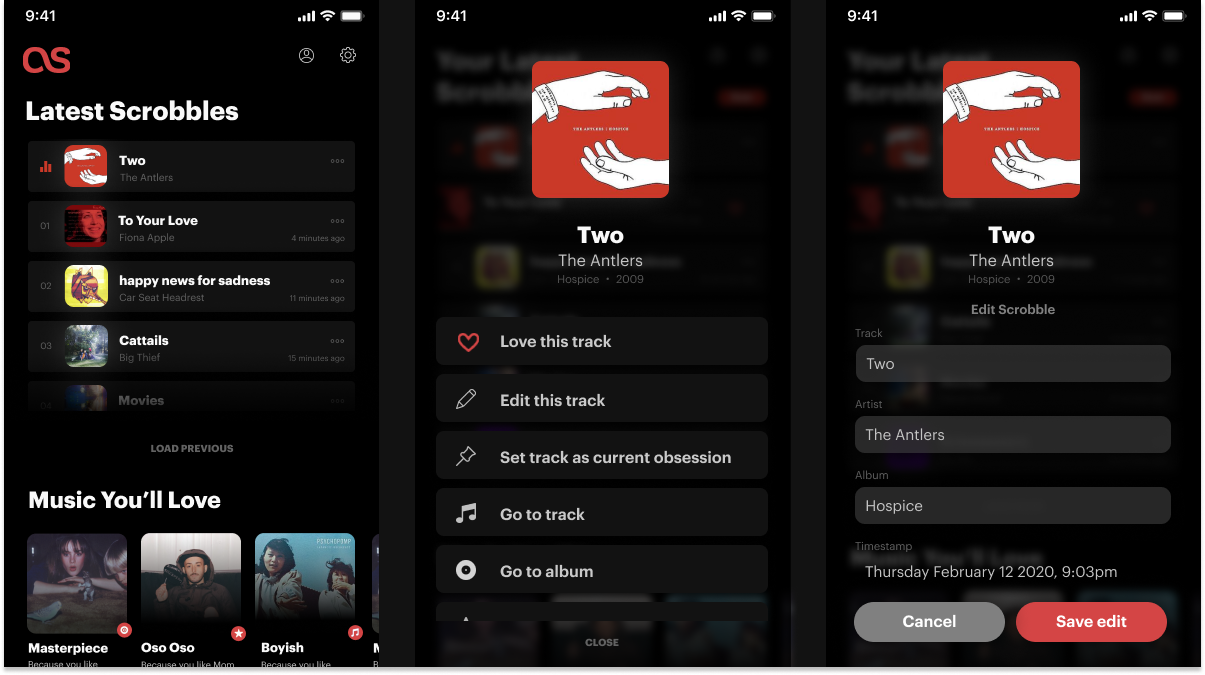 9:41
as
Latest Scrobbles
Two
The Antlers
01
To Your Love
Fiona Apple
4 minutes ago
02
happy news for sadness
Car Seat Headrest
11 minutes ago
03
Cattails
Big Thief
15 minutes ago
04
Movies
LOAD PREVIOUS
Music You'll Love
PSYCHOPOMP
Masterpiece
Because you like
Oso Oso
Because you like Mom
Boyish
Because you like
9:41
Your Latest
Scrobbles
THE ANTLERS | HOSPICE
Two
The Antlers
Hospice • 2009
Love this track
Edit this track
Set track as current obsession
Go to track
Go to album
CLOSE
9:41
THE ANTLERS | HOSPICE
Two
The Antlers
Hospice • 2009
Edit Scrobble
Track
Two
Artist
The Antlers
Album
Hospice
Timestamp
Thursday February 12 2020, 9:03pm
Cancel
Save edit